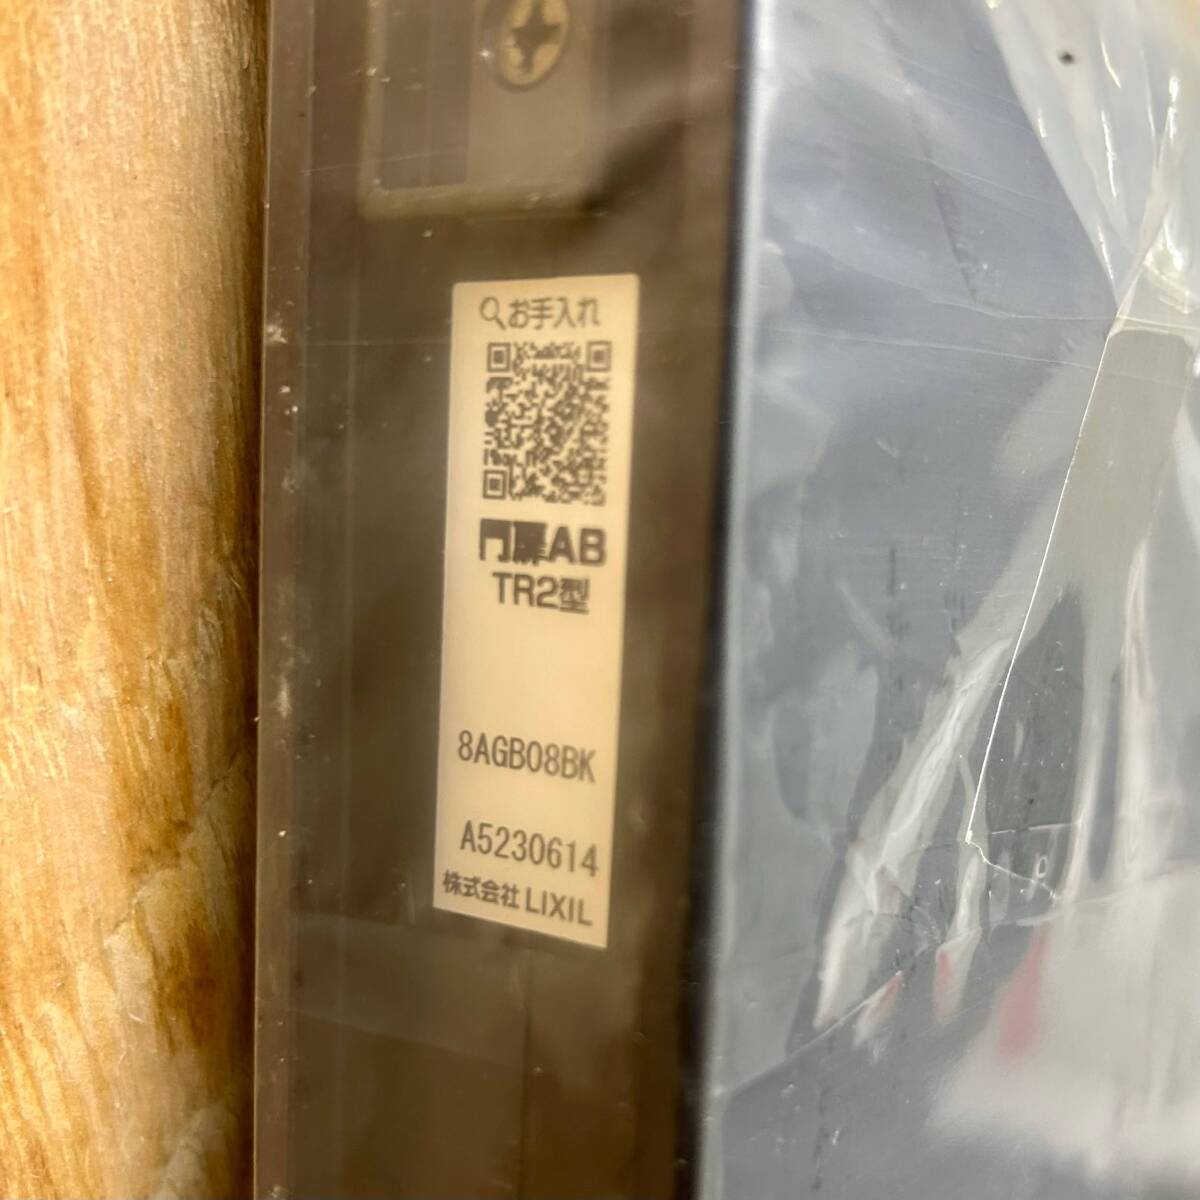 お手入れ
門扉AB
TR2型
8AGB08BK
A5230614
株式会社 LIXIL